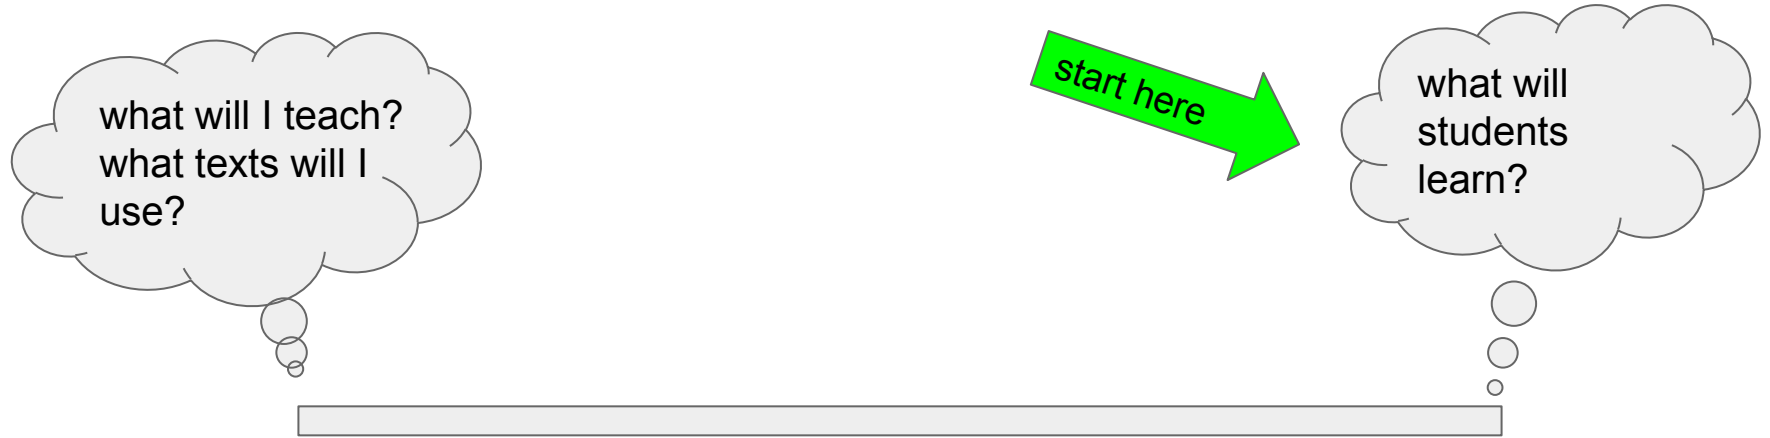 what will I teach?
what texts will I
use?
start here
what will
students
learn?